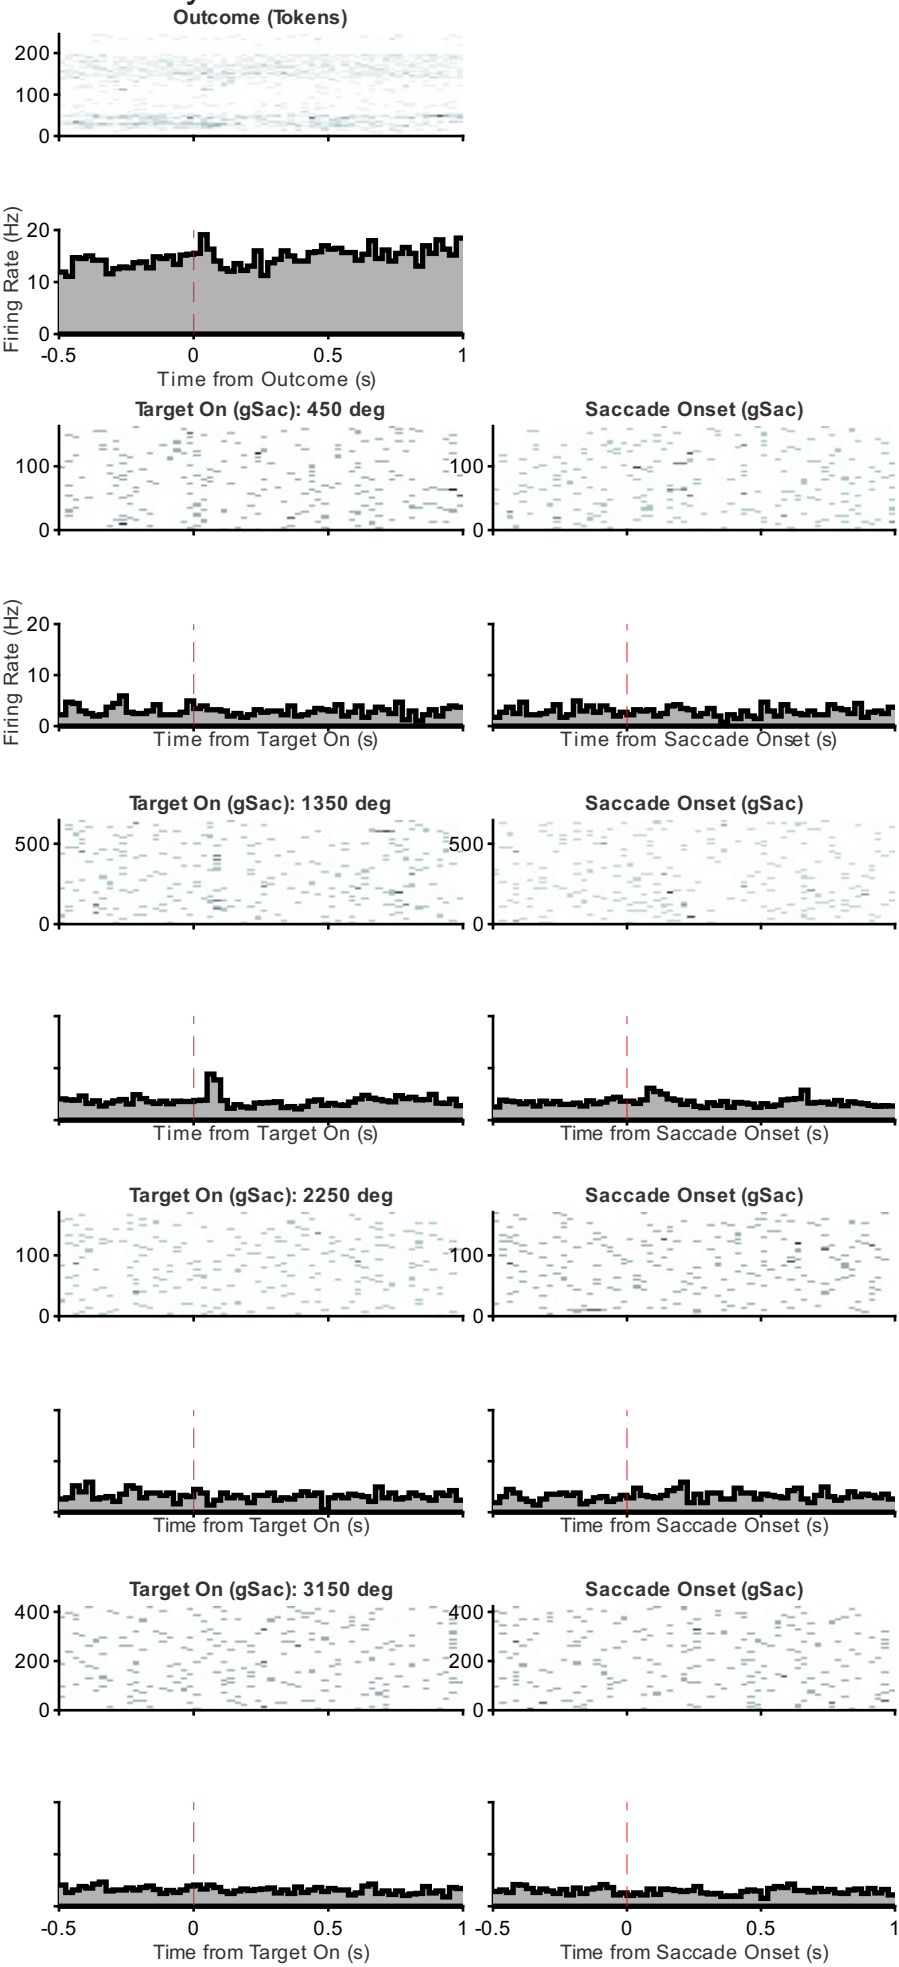 Outcome (Tokens)
200
100
0
Firing Rate (Hz)
20
10
0
-0.5 0 0.5 1
Time from Outcome (s)
Target On (gSac): 450 deg Saccade Onset (gSac)
100 100
0 0
Firing Rate (Hz)
20
10
0
Time from Target On (s) Time from Saccade Onset (s)
Target On (gSac): 1350 deg Saccade Onset (gSac)
500 500
0 0
Time from Target On (s) Time from Saccade Onset (s)
Target On (gSac): 2250 deg Saccade Onset (gSac)
100 100
0 0
Time from Target On (s) Time from Saccade Onset (s)
Target On (gSac): 3150 deg Saccade Onset (gSac)
400 400
200 200
0 0
-0.5 0 0.5 1 -0.5 0 0.5 1
Time from Target On (s) Time from Saccade Onset (s)